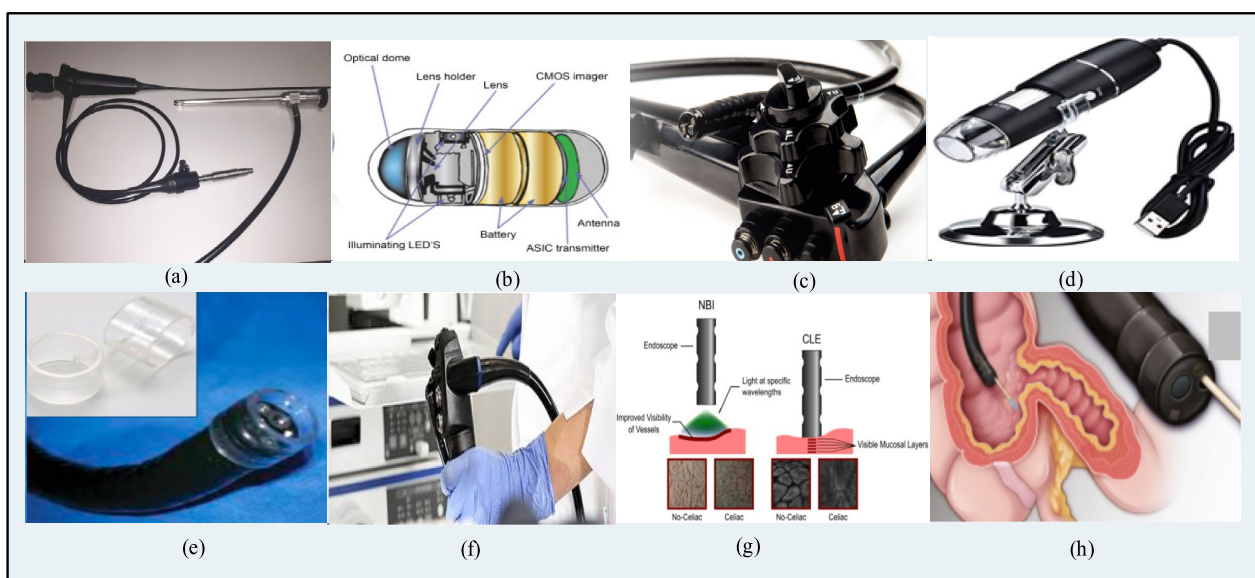 Optical dome
Lens holder
Lens
CMOS imager
Illuminating LED'S
Battery
ASIC transmitter
Antenna
(a)
(b)
(c)
(d)
NBI
CLE
Endoscope
Endoscope
Light at specific
wavelengths
Improved Visibility
of Vessels
Visible Mucosal Layers
No-Celiac
Celiac
No-Celiac
Celiac
(e)
(f)
(g)
(h)